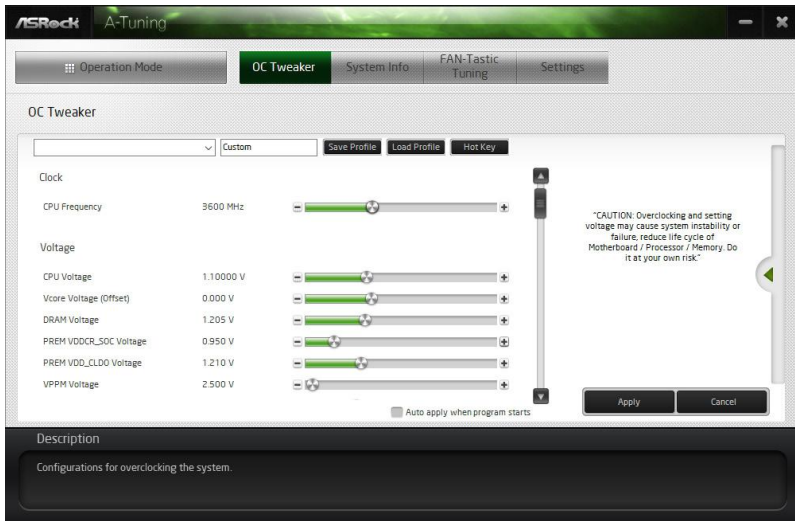 ASRock A-Tuning
Operation Mode
OC Tweaker
System Info
FAN-Tastic
Tuning
Settings
OC Tweaker
Custom
Save Profile
Load Profile
Hot Key
Clock
CPU Frequency 3600 MHz
Voltage
CPU Voltage 1.10000 V
Vcore Voltage (Offset) 0.000 V
DRAM Voltage 1.205 V
PREM VDDCR_SOC Voltage 0.950 V
PREM VDD_CLDO Voltage 1.210 V
VPPM Voltage 2.500 V
Auto apply when program starts
"CAUTION: Overclocking and setting
voltage may cause system instability or
failure, reduce life cycle of
Motherboard / Processor / Memory. Do
it at your own risk."
Apply
Cancel
Description
Configurations for overclocking the system.